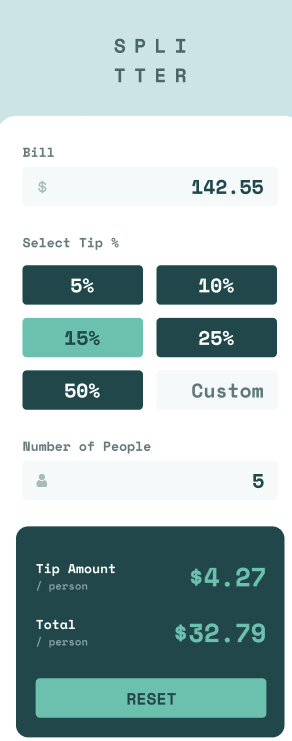 SPLI
TTER
Bill
$ 142.55
Select Tip %
5% 10%
15% 25%
50% Custom
Number of People
5
Tip Amount
/ person
$4.27
Total
/ person
$32.79
RESET